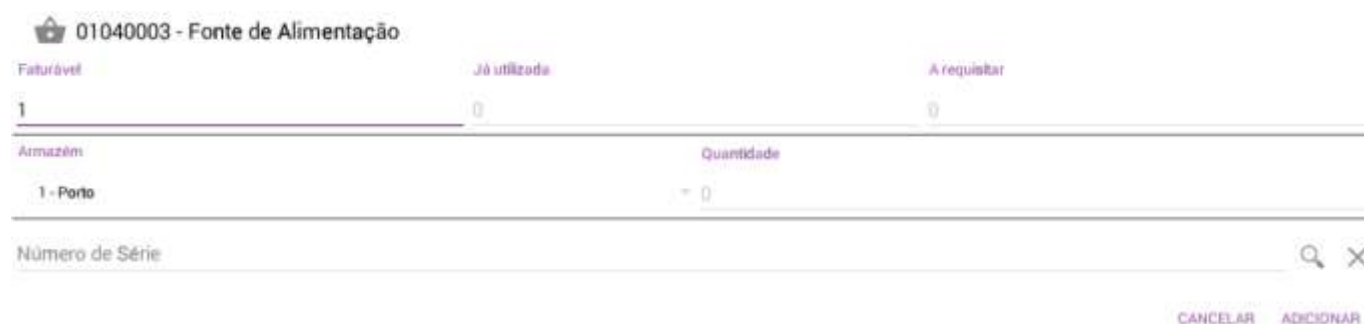 01040003 - Fonte de Alimentação
Faturável Já utilizada A requisitar
1 0 0
Armazém Quantidade
1 - Porto 0
Número de Série
CANCELAR ADICIONAR